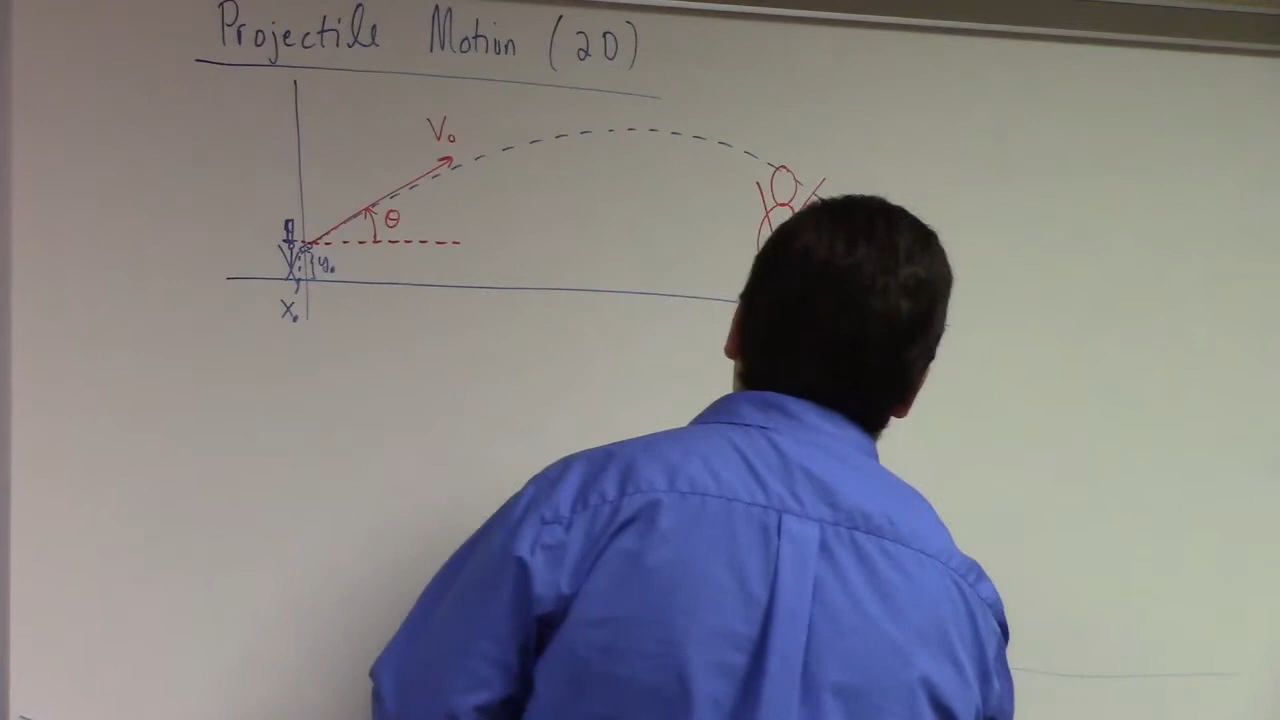 Projectile Motion (2D)
V₀
θ
y₀
X₀